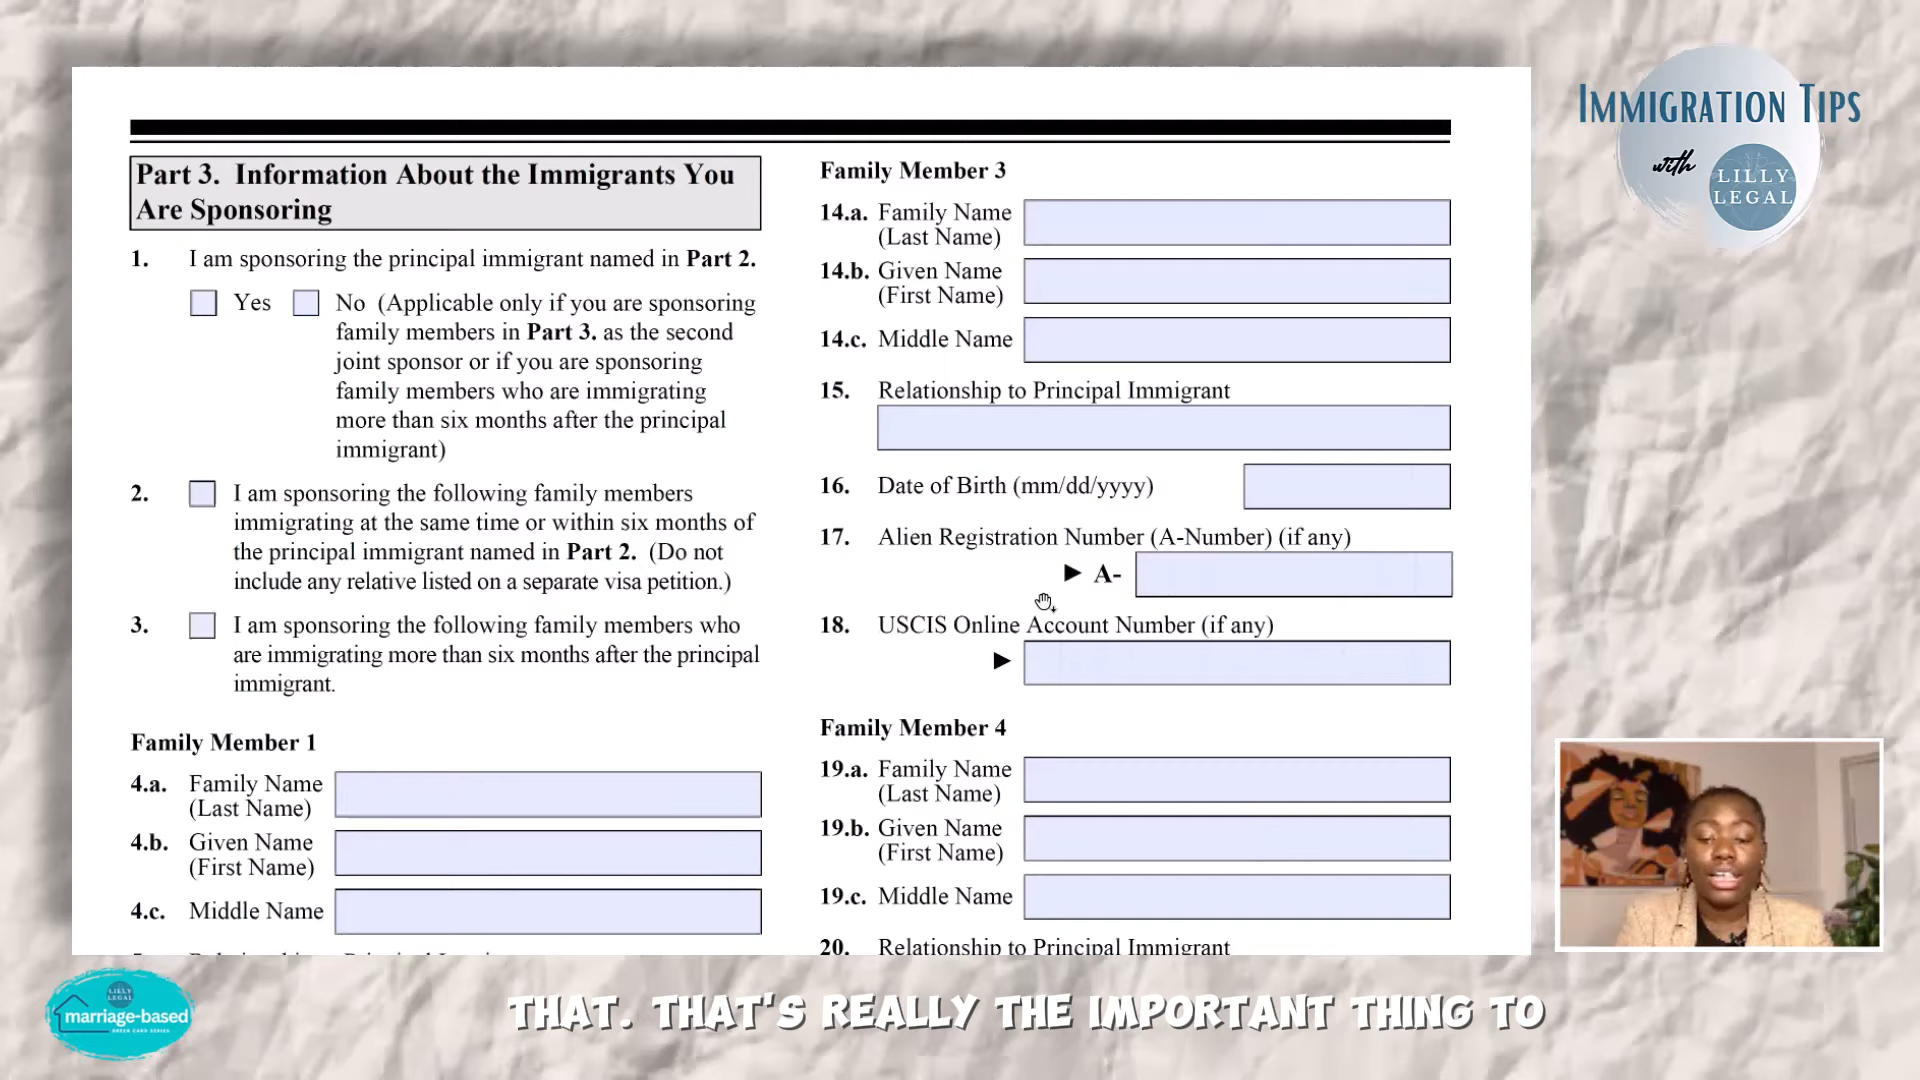 Part 3. Information About the Immigrants You
Are Sponsoring
1. I am sponsoring the principal immigrant named in Part 2.
Yes No (Applicable only if you are sponsoring
family members in Part 3. as the second
joint sponsor or if you are sponsoring
family members who are immigrating
more than six months after the principal
immigrant)
2. I am sponsoring the following family members
immigrating at the same time or within six months of
the principal immigrant named in Part 2. (Do not
include any relative listed on a separate visa petition.)
3. I am sponsoring the following family members who
are immigrating more than six months after the principal
immigrant.
Family Member 1
4.a. Family Name
(Last Name)
4.b. Given Name
(First Name)
4.c. Middle Name
Family Member 3
14.a. Family Name
(Last Name)
14.b. Given Name
(First Name)
14.c. Middle Name
15. Relationship to Principal Immigrant
16. Date of Birth (mm/dd/yyyy)
17. Alien Registration Number (A-Number) (if any)
► A-
18. USCIS Online Account Number (if any)
►
Family Member 4
19.a. Family Name
(Last Name)
19.b. Given Name
(First Name)
19.c. Middle Name
20. Relationship to Principal Immigrant
IMMIGRATION TIPS
with
LILLY
LEGAL
LILLY
LEGAL
marriage-based
GREEN CARD SERIES
THAT. THAT'S REALLY THE IMPORTANT THING TO